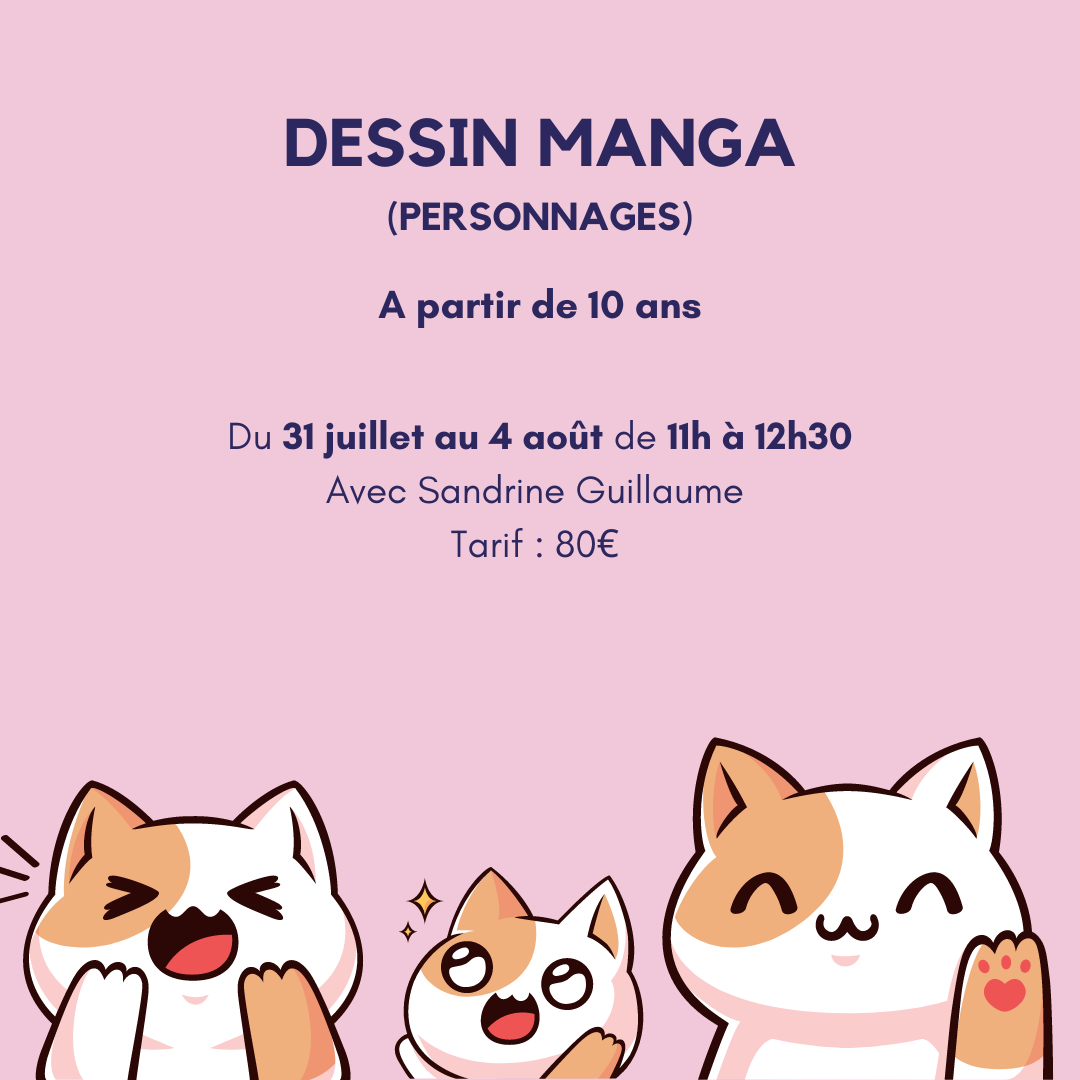 DESSIN MANGA
(PERSONNAGES)
A partir de 10 ans
Du 31 juillet au 4 août de 11h à 12h30
Avec Sandrine Guillaume
Tarif : 80€